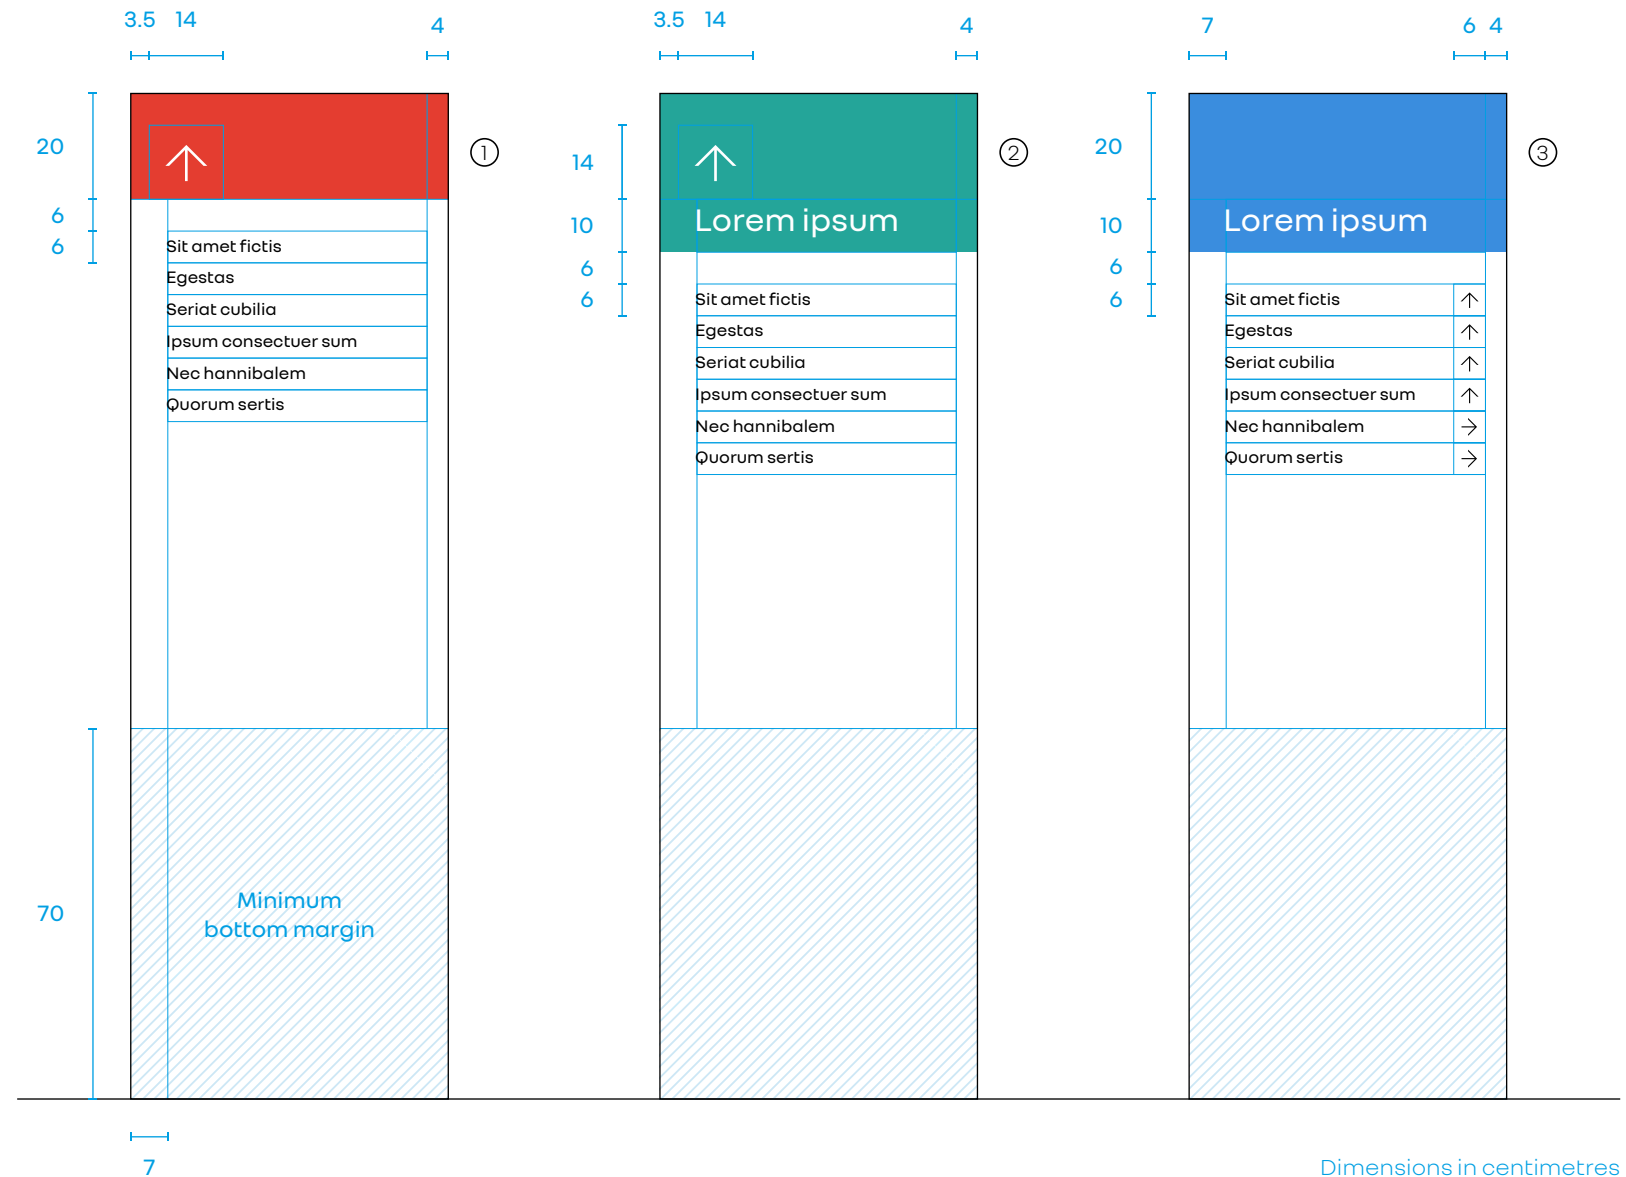 3.5 14 4
3.5 14 4
7 6 4
20
6
6
70
7
1
Sit amet fictis
Egestas
Seriat cubilia
Ipsum consectuer sum
Nec hannibalem
Quorum sertis
Minimum
bottom margin
14
10
6
6
2
Lorem ipsum
Sit amet fictis
Egestas
Seriat cubilia
Ipsum consectuer sum
Nec hannibalem
Quorum sertis
20
10
6
6
3
Lorem ipsum
Sit amet fictis
Egestas
Seriat cubilia
Ipsum consectuer sum
Nec hannibalem
Quorum sertis
Dimensions in centimetres